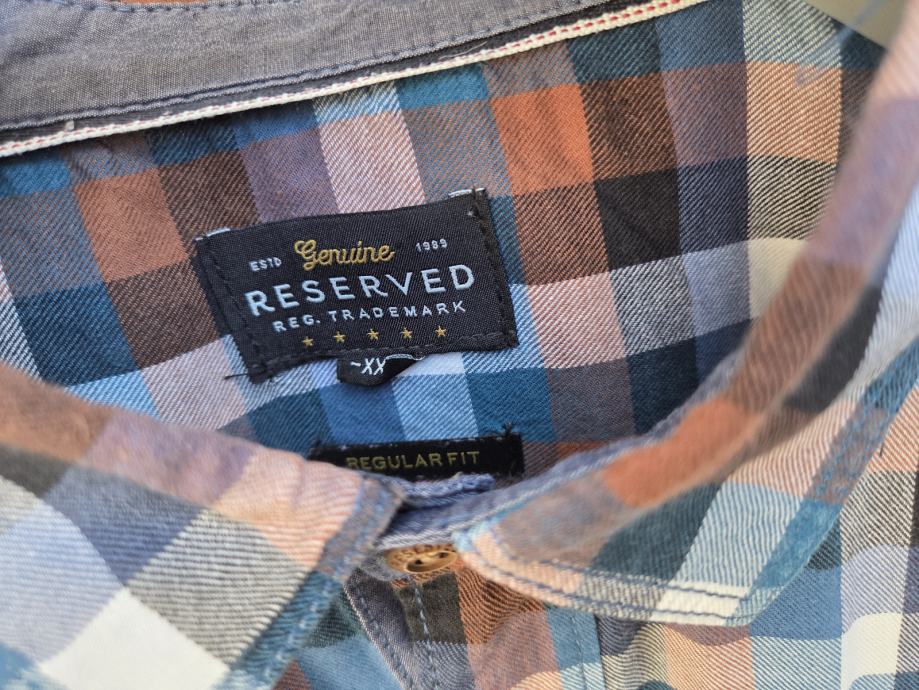 ESTD Genuine 1989
RESERVED
REG. TRADEMARK
REGULAR FIT